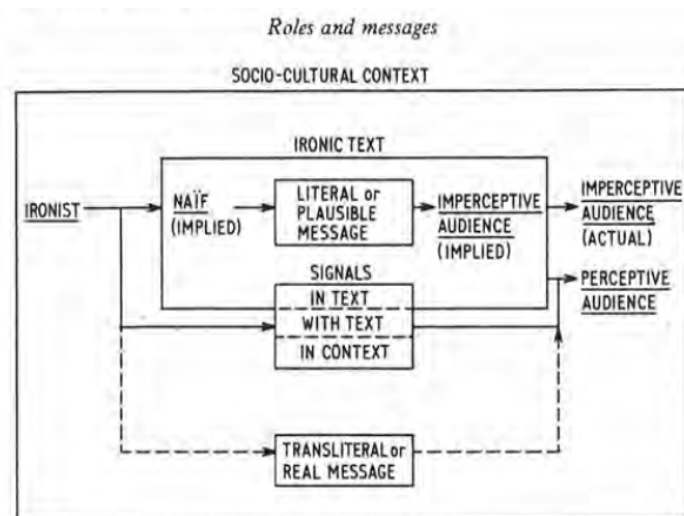 Roles and messages
SOCIO-CULTURAL CONTEXT
IRONIC TEXT
IRONIST
NAÏF
(IMPLIED)
LITERAL or
PLAUSIBLE
MESSAGE
IMPERCEPTIVE
AUDIENCE
(IMPLIED)
IMPERCEPTIVE
AUDIENCE
(ACTUAL)
SIGNALS
IN TEXT
WITH TEXT
IN CONTEXT
PERCEPTIVE
AUDIENCE
TRANSLITERAL or
REAL MESSAGE